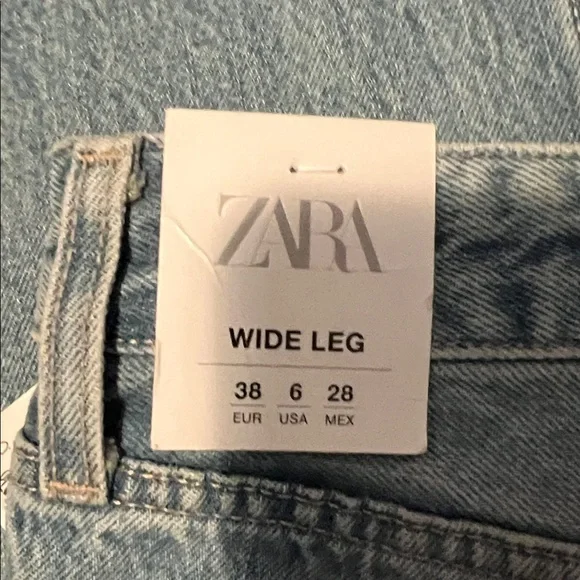 ZARA
WIDE LEG
38 6 28
EUR USA MEX